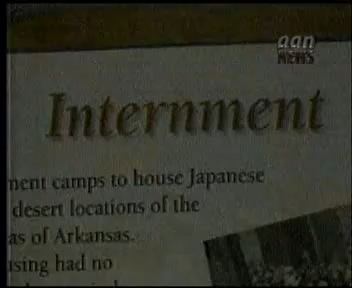 aan
NEWS
Internment
ment camps to house Japanese
desert locations of the
as of Arkansas.
using had no